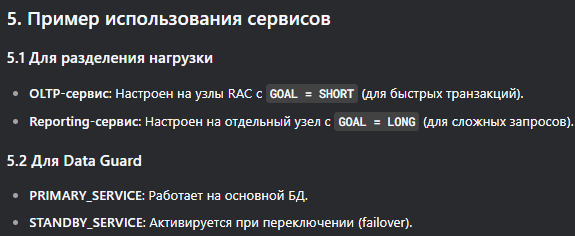 5. Пример использования сервисов
5.1 Для разделения нагрузки
• OLTP-сервис: Настроен на узлы RAC с GOAL = SHORT (для быстрых транзакций).
• Reporting-сервис: Настроен на отдельный узел с GOAL = LONG (для сложных запросов).
5.2 Для Data Guard
• PRIMARY_SERVICE: Работает на основной БД.
• STANDBY_SERVICE: Активируется при переключении (failover).